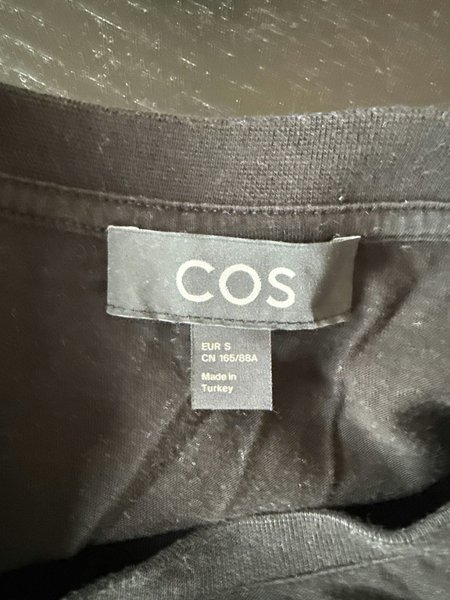 COS
EUR S
CN 165/88A
Made in
Turkey